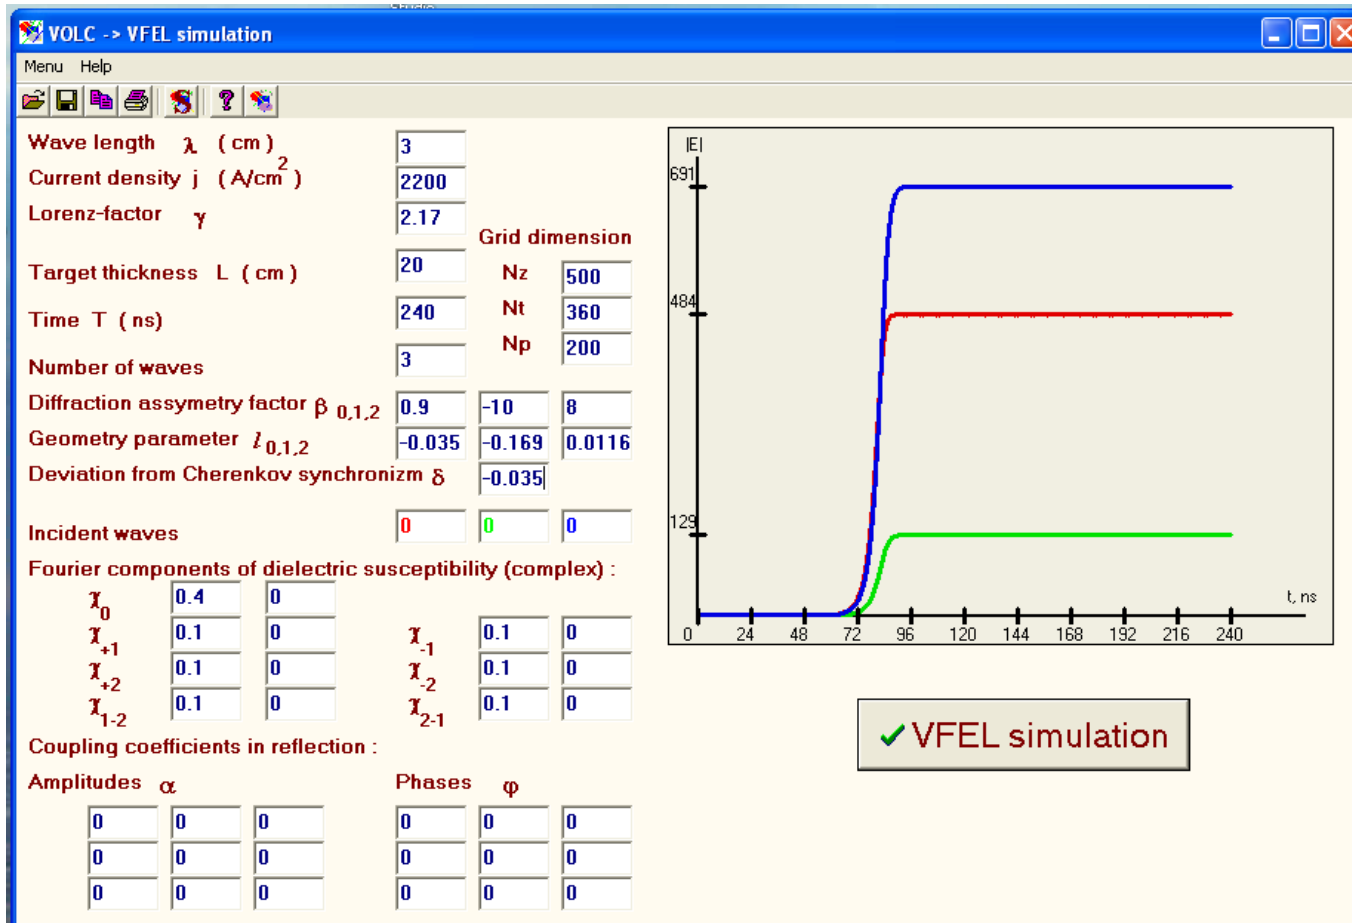 Studio
VOLC -> VFEL simulation
Menu Help
Wave length λ ( cm ) 3
Current density j ( A/cm² ) 2200
Lorenz-factor γ 2.17
Grid dimension
Target thickness L ( cm ) 20 Nz 500
Time T ( ns) 240 Nt 360
Np 200
Number of waves 3
Diffraction assymetry factor β 0,1,2 0.9 -10 8
Geometry parameter l 0,1,2 -0.035 -0.169 0.0116
Deviation from Cherenkov synchronizm δ -0.035
Incident waves 0 0 0
Fourier components of dielectric susceptibility (complex) :
χ0 0.4 0
χ+1 0.1 0 χ-1 0.1 0
χ+2 0.1 0 χ-2 0.1 0
χ1-2 0.1 0 χ2-1 0.1 0
Coupling coefficients in reflection :
Amplitudes α Phases φ
0 0 0 0 0 0
0 0 0 0 0 0
0 0 0 0 0 0
|E|
691
484
129
t, ns
0 24 48 72 96 120 144 168 192 216 240
VFEL simulation